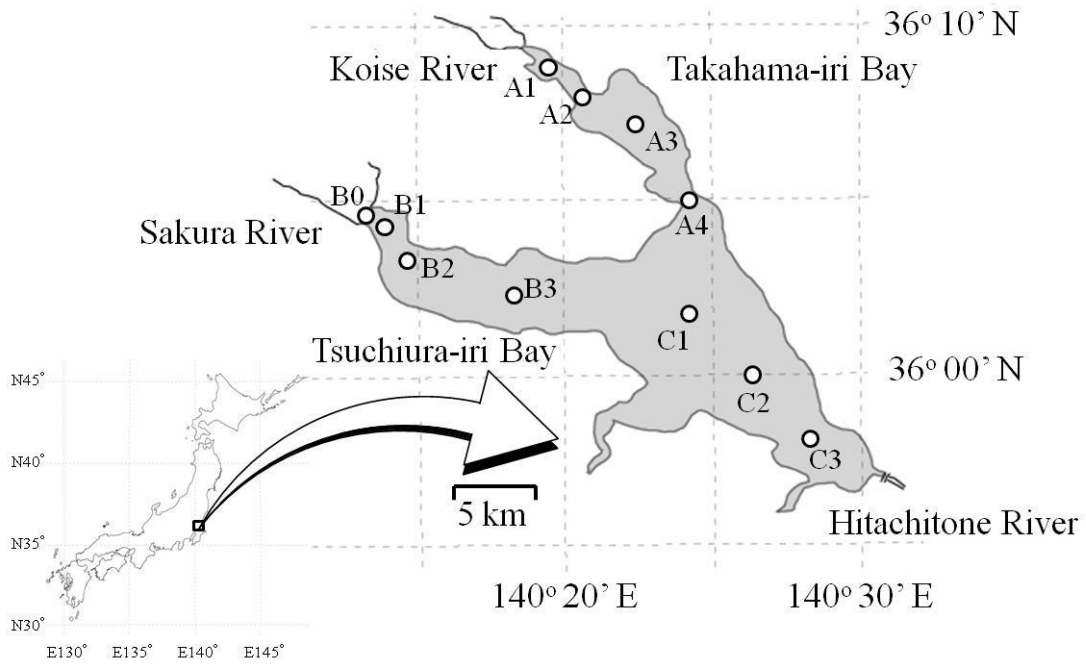 36° 10' N
Koise River
Takahama-iri Bay
A1
A2
A3
B0
B1
A4
Sakura River
B2
B3
C1
Tsuchiura-iri Bay
36° 00' N
C2
N45°
C3
N40°
5 km
Hitachitone River
N35°
140° 20' E
140° 30' E
N30°
E130°
E135°
E140°
E145°